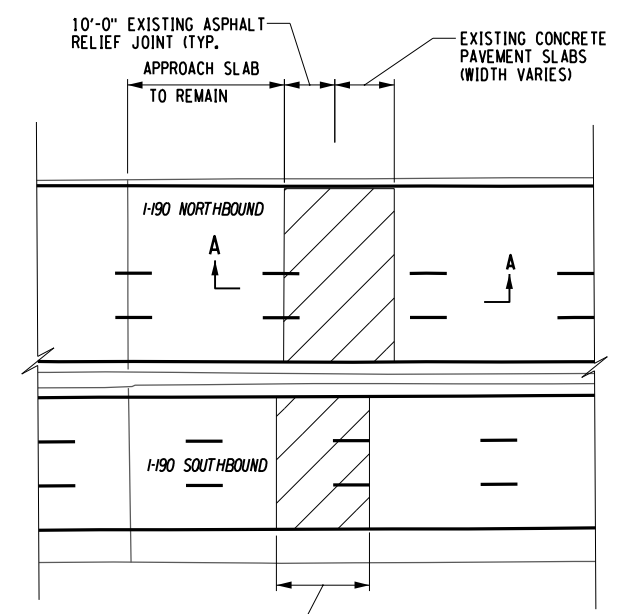 10'-0" EXISTING ASPHALT
RELIEF JOINT (TYP.
EXISTING CONCRETE
PAVEMENT SLABS
(WIDTH VARIES)
APPROACH SLAB
TO REMAIN
I-190 NORTHBOUND
A
A
I-190 SOUTHBOUND